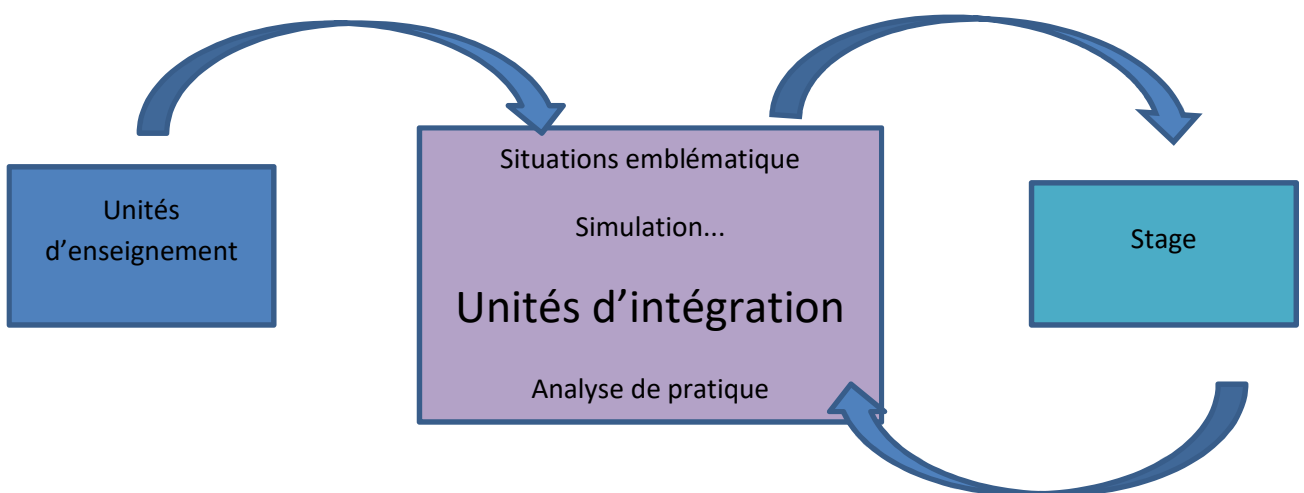 Unités
d’enseignement
Situations emblématique
Simulation...
Unités d’intégration
Analyse de pratique
Stage